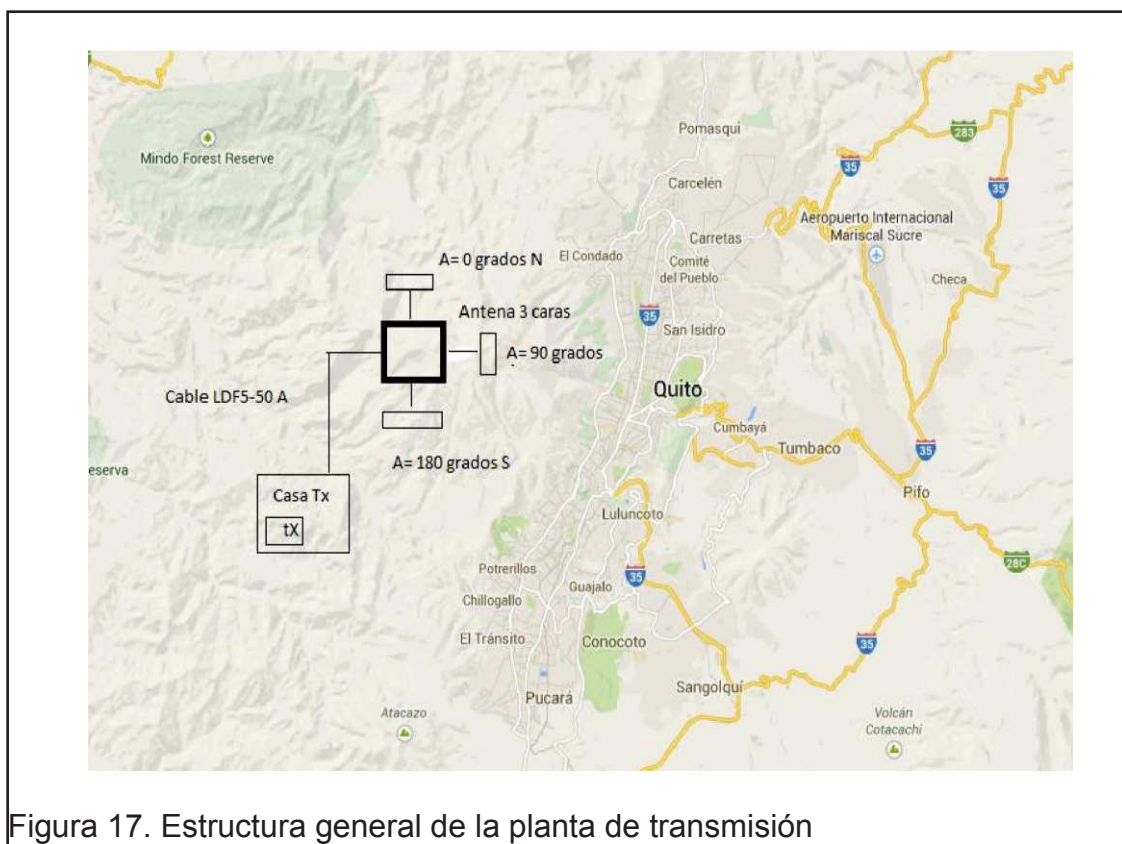 Pomasqui
283
Mindo Forest Reserve
35
35
Carcelén
Aeropuerto Internacional
Mariscal Sucre
Carretas
A= 0 grados N
El Condado
Comité
del Pueblo
Checa
Antena 3 caras
35
San Isidro
A= 90 grados
Quito
Cable LDF5-50 A
Cumbayá
Tumbaco
35
eserva
A= 180 grados S
Pifo
Casa Tx
tX
Luluncoto
28C
Potrerillos
35
Guajalo
Chillogallo
El Tránsito
Conocoto
35
Sangolquí
Pucará
Atacazo
Volcán
Cotacachi
Figura 17. Estructura general de la planta de transmisión